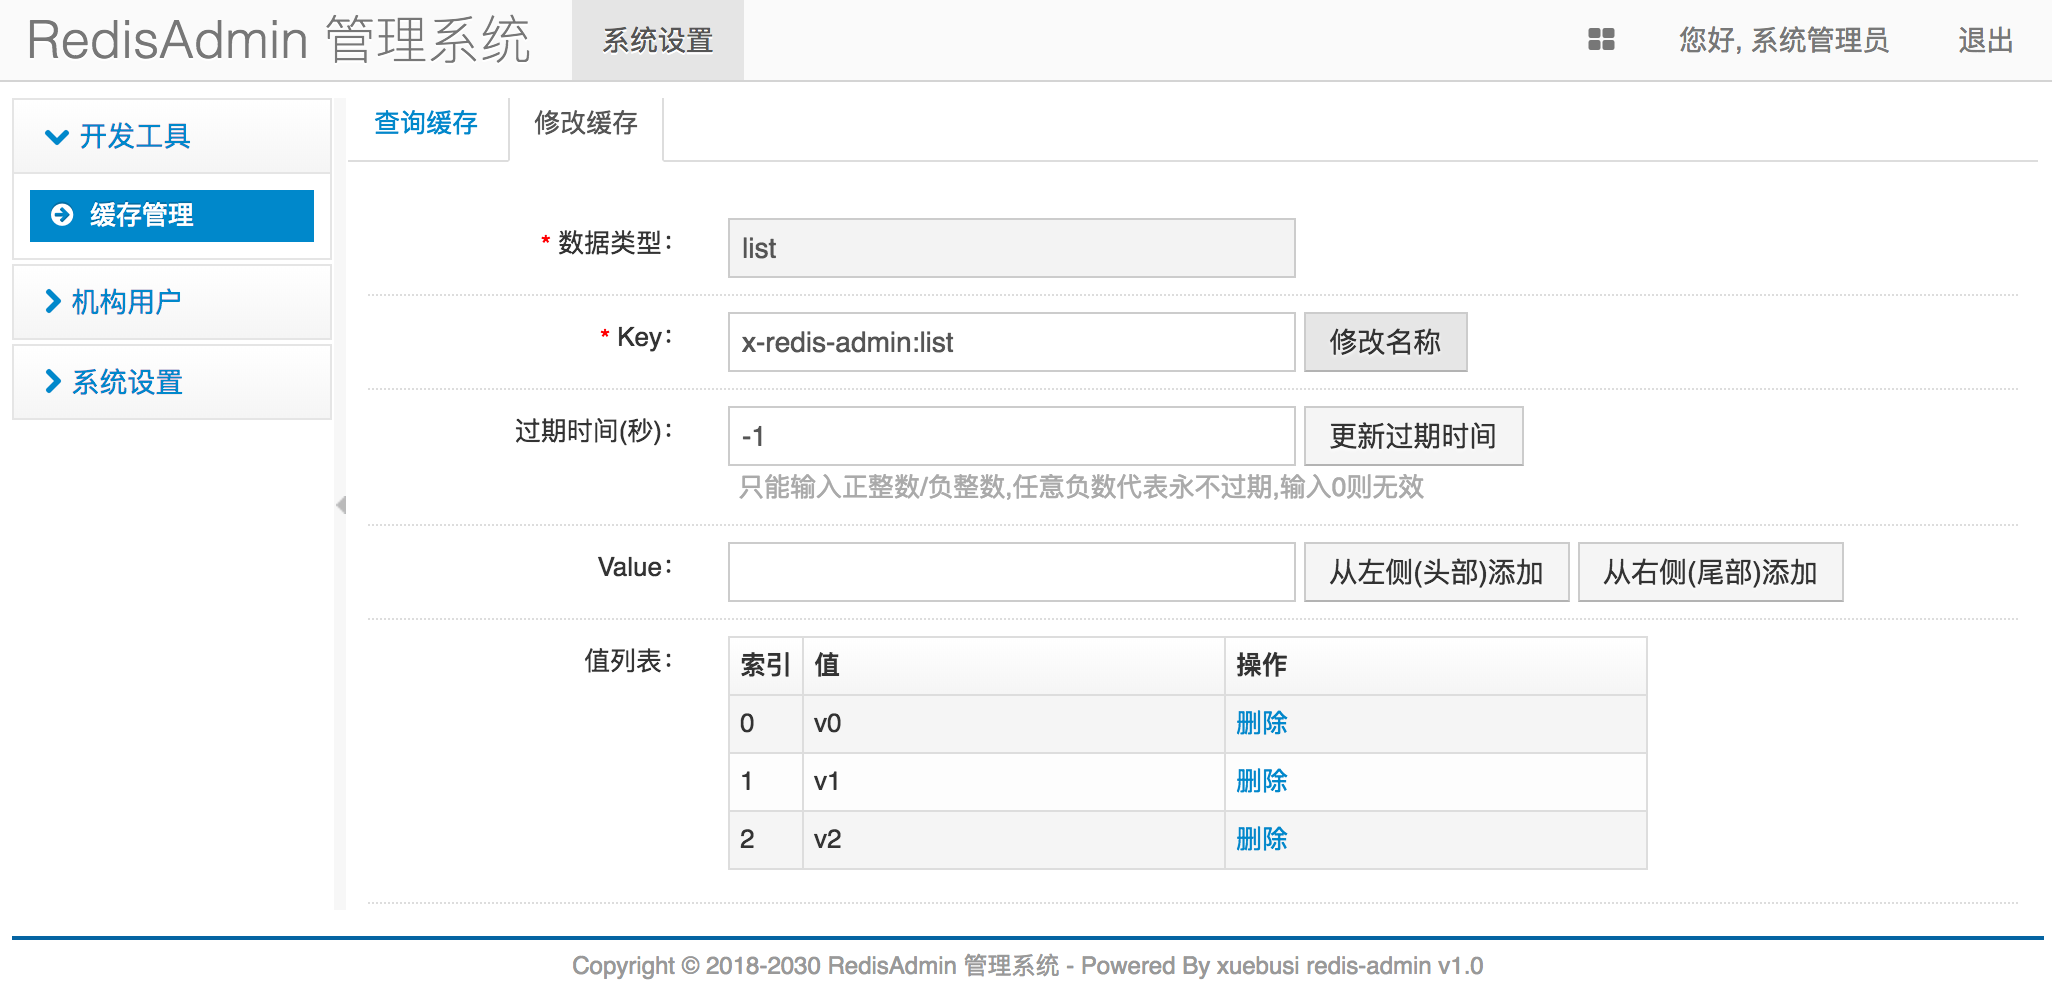 RedisAdmin 管理系统 系统设置 您好, 系统管理员 退出
开发工具
缓存管理
机构用户
系统设置
查询缓存 修改缓存
* 数据类型： list
* Key： x-redis-admin:list 修改名称
过期时间(秒)： -1 更新过期时间
只能输入正整数/负整数,任意负数代表永不过期,输入0则无效
Value： 从左侧(头部)添加 从右侧(尾部)添加
值列表： 索引 值 操作
0 v0 删除
1 v1 删除
2 v2 删除
Copyright © 2018-2030 RedisAdmin 管理系统 - Powered By xuebusi redis-admin v1.0